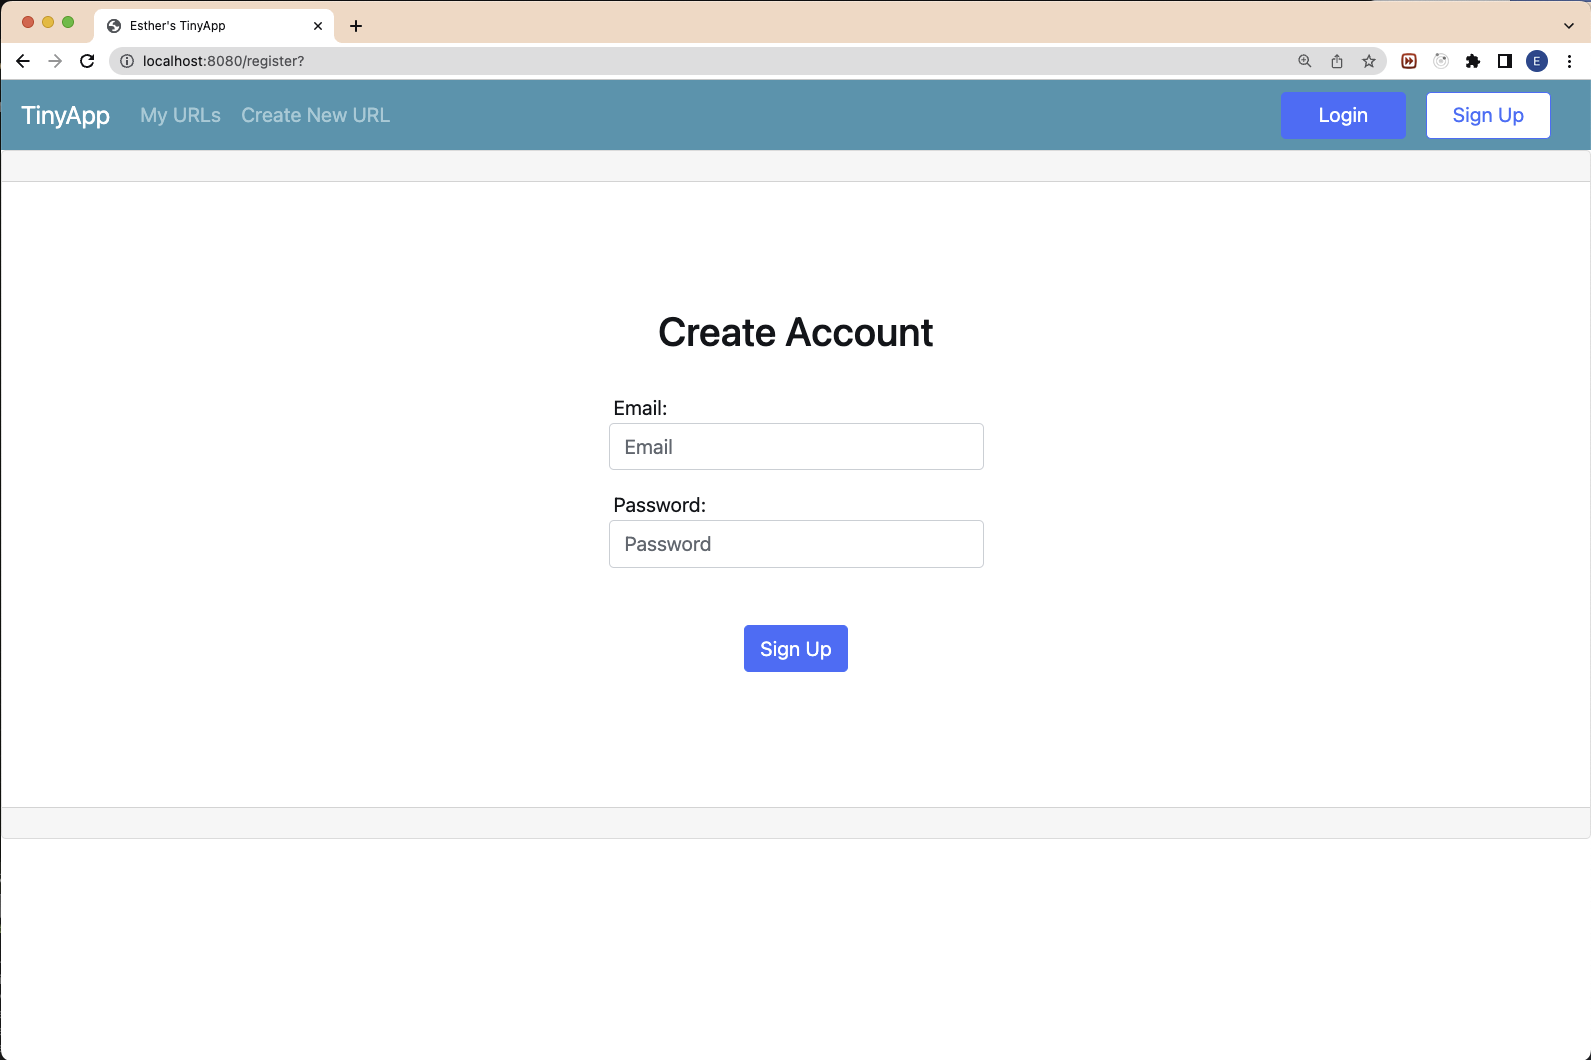 Esther's TinyApp
localhost:8080/register?
E
TinyApp My URLs Create New URL Login Sign Up
Create Account
Email:
Email
Password:
Password
Sign Up